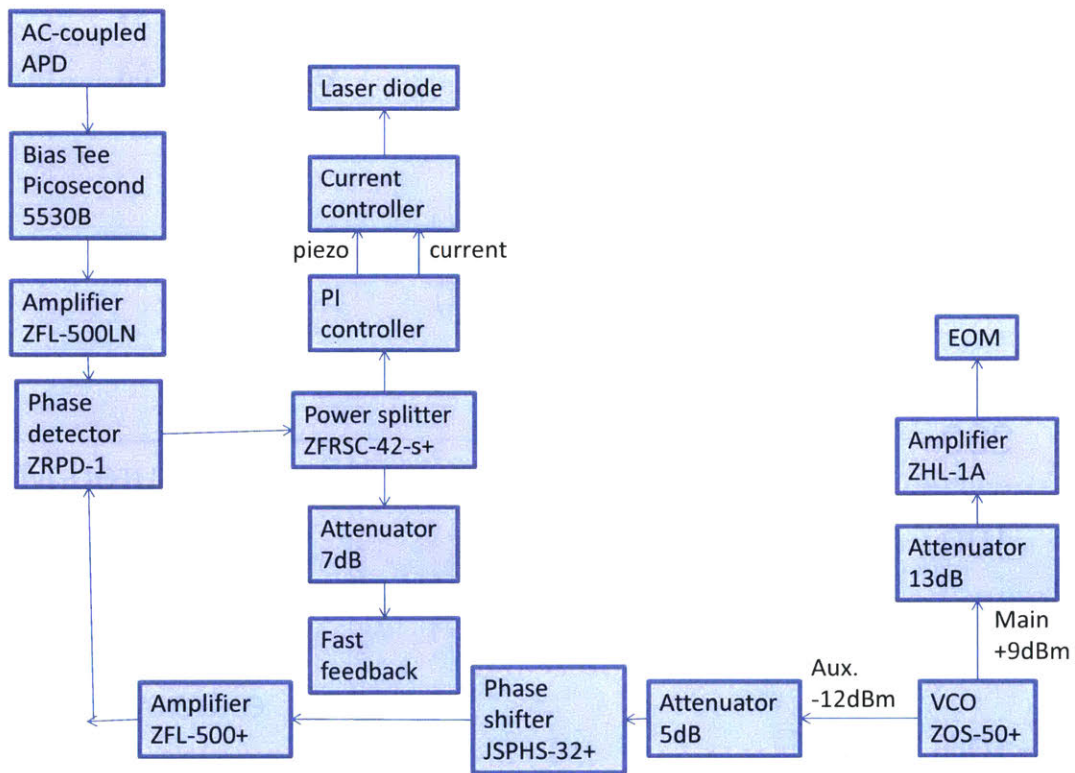 AC-coupled
APD
Laser diode
Bias Tee
Picosecond
5530B
Current
controller
piezo
current
Amplifier
ZFL-500LN
PI
controller
EOM
Phase
detector
ZRPD-1
Power splitter
ZFRSC-42-s+
Amplifier
ZHL-1A
Attenuator
7dB
Attenuator
13dB
Main
+9dBm
Fast
feedback
Aux.
-12dBm
Amplifier
ZFL-500+
Phase
shifter
JSPHS-32+
Attenuator
5dB
VCO
ZOS-50+